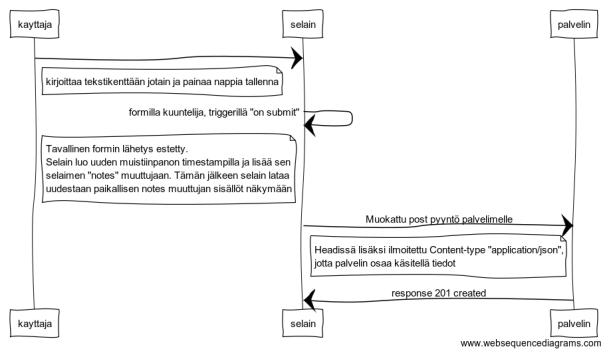 kayttaja
selain
palvelin
kirjoittaa tekstikenttään jotain ja painaa nappia tallenna
formilla kuuntelija, triggerillä "on submit"
Tavallinen formin lähetys estetty.
Selain luo uuden muistiinpanon timestampilla ja lisää sen
selaimen "notes" muuttujaan. Tämän jälkeen selain lataa
uudestaan paikallisen notes muuttujan sisällöt näkymään
Muokattu post pyyntö palvelimelle
Headissä lisäksi ilmoitettu Content-type "application/json",
jotta palvelin osaa käsitellä tiedot
response 201 created
kayttaja
selain
palvelin
www.websequencediagrams.com